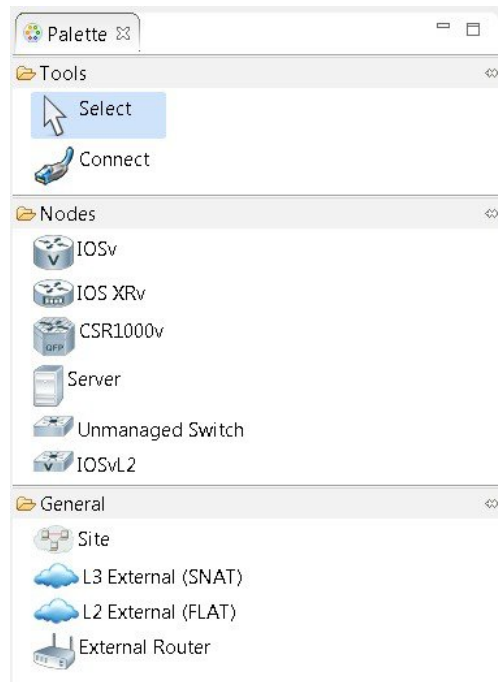 Palette
Tools
Select
Connect
Nodes
V
IOSv
IOS XRv
QFP
CSR1000v
Server
Unmanaged Switch
V
IOSvL2
General
Site
L3 External (SNAT)
L2 External (FLAT)
External Router